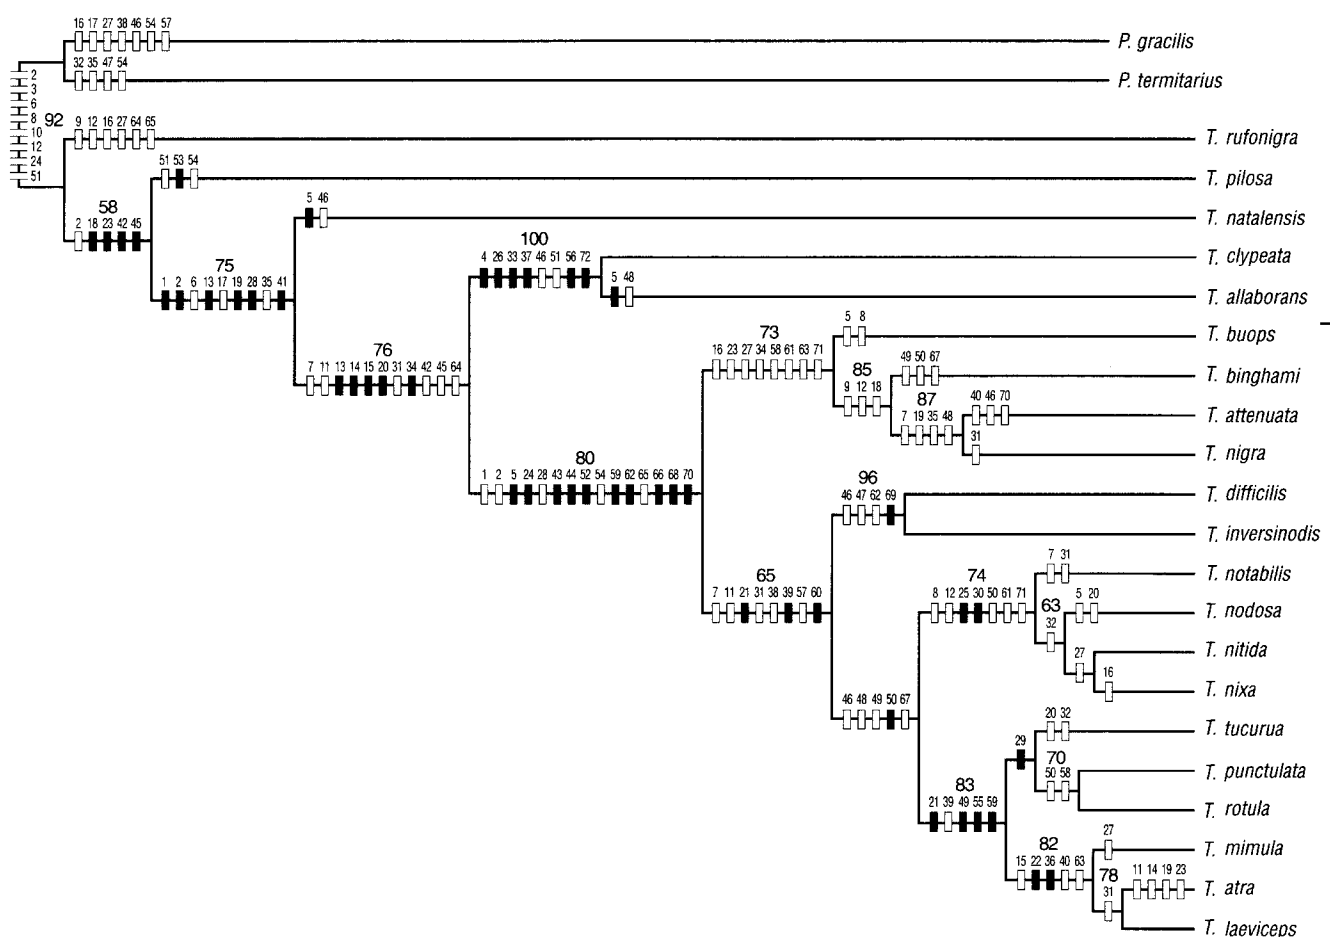 16 17 27 38 46 54 57
P. gracilis
32 35 47 54
P. termitarius
2
3
6
8
10
12
24
51
92
9 12 16 27 64 65
T. rufonigra
51 53 54
T. pilosa
58
2 18 23 42 45
5 46
T. natalensis
75
1 2 6 13 17 19 28 35 41
100
4 26 33 37 46 51 56 72
T. clypeata
5 48
T. allaborans
76
7 11 13 14 15 20 31 34 42 45 64
73
16 23 27 34 58 61 63 71
5 8
T. buops
85
9 12 18
49 50 67
T. binghami
87
7 19 35 48
40 46 70
T. attenuata
31
T. nigra
80
1 2 5 24 28 43 44 52 54 59 62 65 66 68 70
96
46 47 62 69
T. difficilis
T. inversinodis
65
7 11 21 31 38 39 57 60
74
8 12 25 30 50 61 71
7 31
T. notabilis
63
32
5 20
T. nodosa
27
T. nitida
16
T. nixa
46 48 49 50 67
29
20 32
T. tucurua
70
50 58
T. punctulata
T. rotula
83
21 39 49 55 59
82
15 22 36 40 63
27
T. mimula
78
31
11 14 19 23
T. atra
T. laeviceps